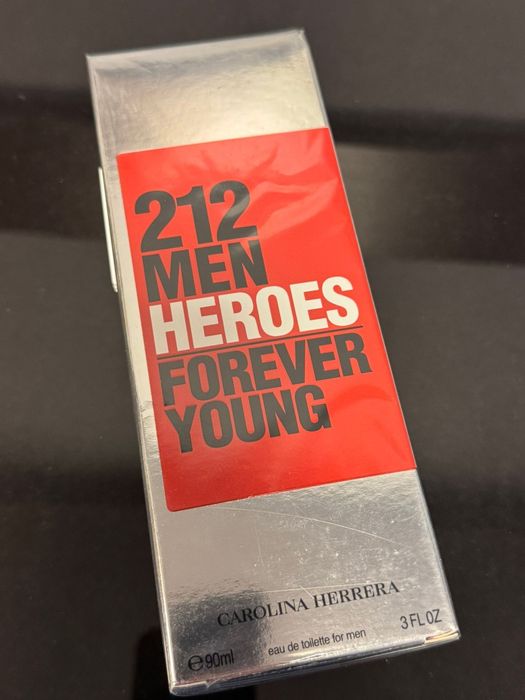 212
MEN
HEROES
FOREVER
YOUNG
CAROLINA HERRERA
eau de toilette for men
℮90ml 3 FL OZ